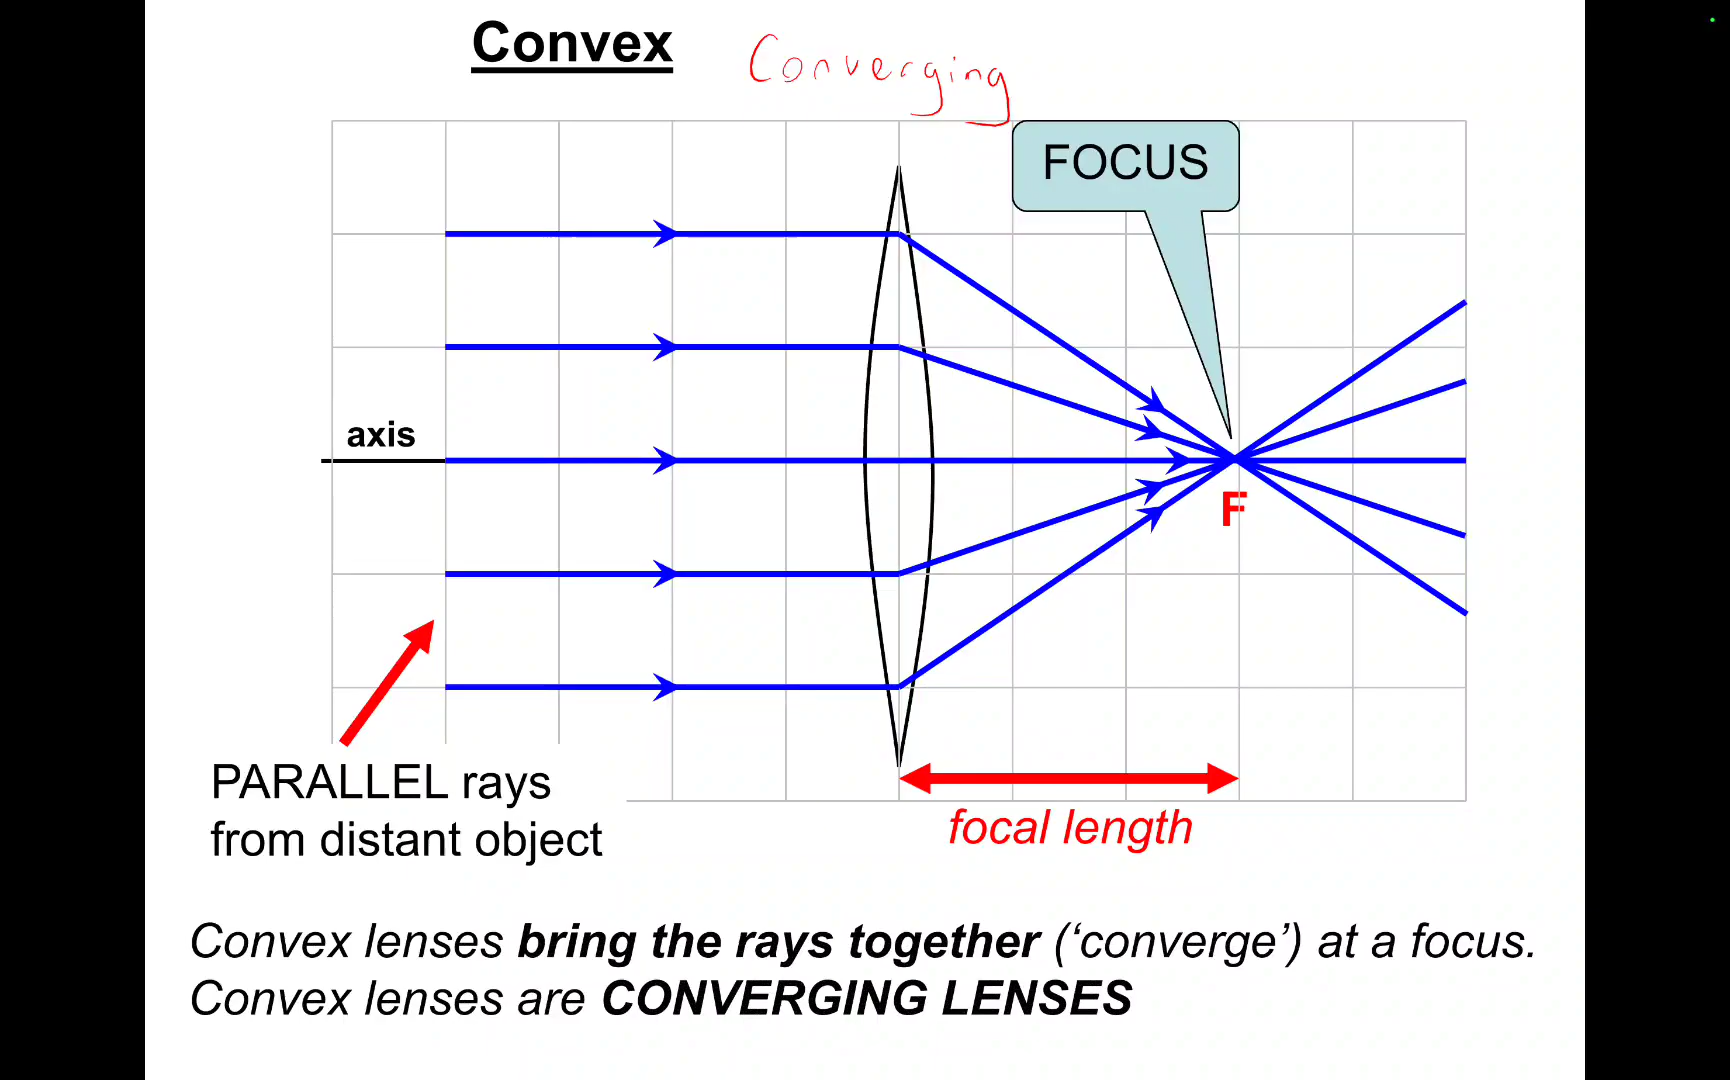 Convex
Converging
FOCUS
axis
F
PARALLEL rays
from distant object
focal length
Convex lenses bring the rays together (‘converge’) at a focus.
Convex lenses are CONVERGING LENSES